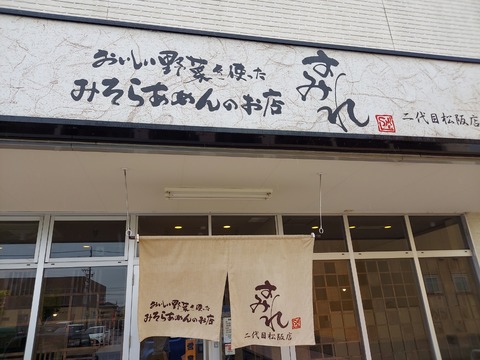 おいしい野菜を使った
みそらあめんのお店
すみれ
二代目松阪店
おいしい野菜を使った
みそらあめんのお店
すみれ
二代目松阪店